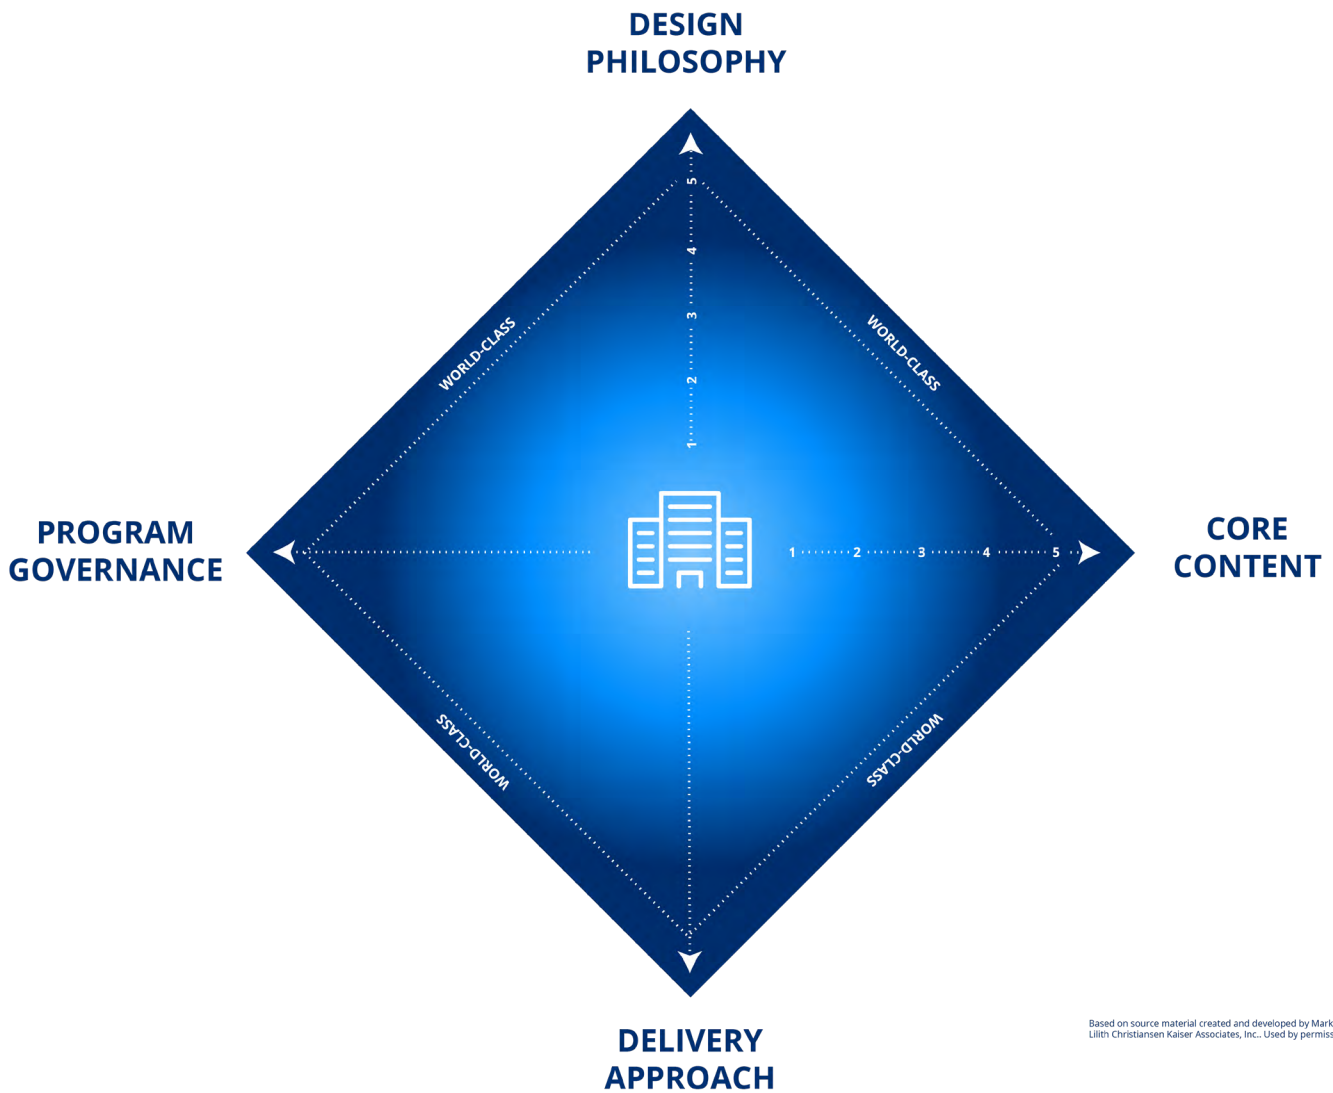 DESIGN
PHILOSOPHY
5
4
3
2
1
WORLD-CLASS
WORLD-CLASS
PROGRAM
GOVERNANCE
1 2 3 4 5
CORE
CONTENT
WORLD-CLASS
WORLD-CLASS
DELIVERY
APPROACH
Based on source material created and developed by Mark
Lilith Christiansen Kaiser Associates, Inc.. Used by